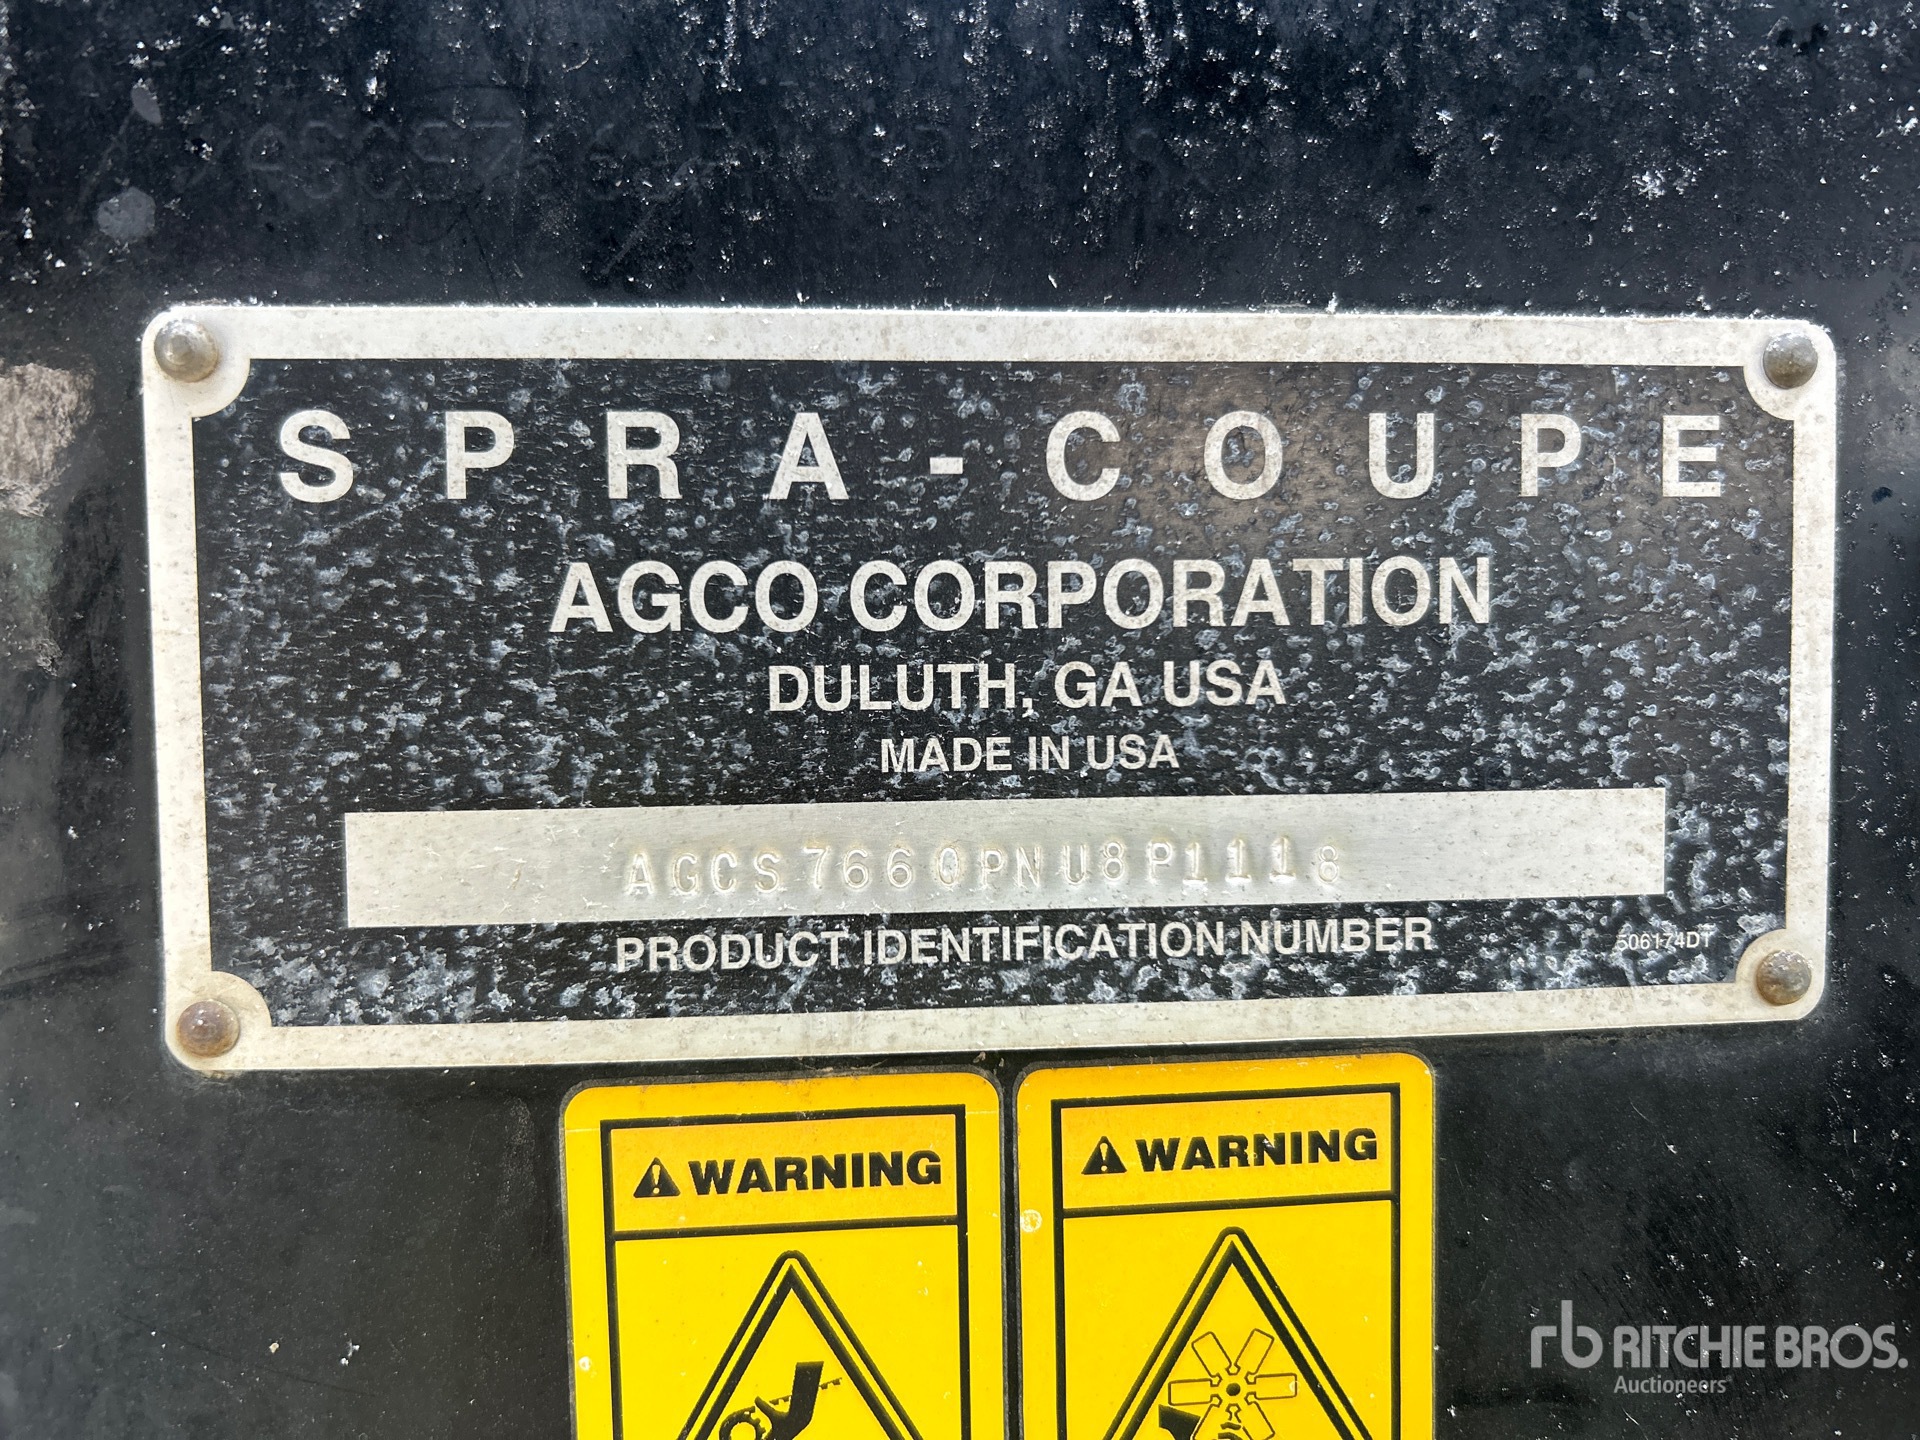 SPRA-COUPE
AGCO CORPORATION
DULUTH, GA USA
MADE IN USA
AGCS7660PNU8P1118
PRODUCT IDENTIFICATION NUMBER
506174DT
WARNING
WARNING
rb RITCHIE BROS.
Auctioneers